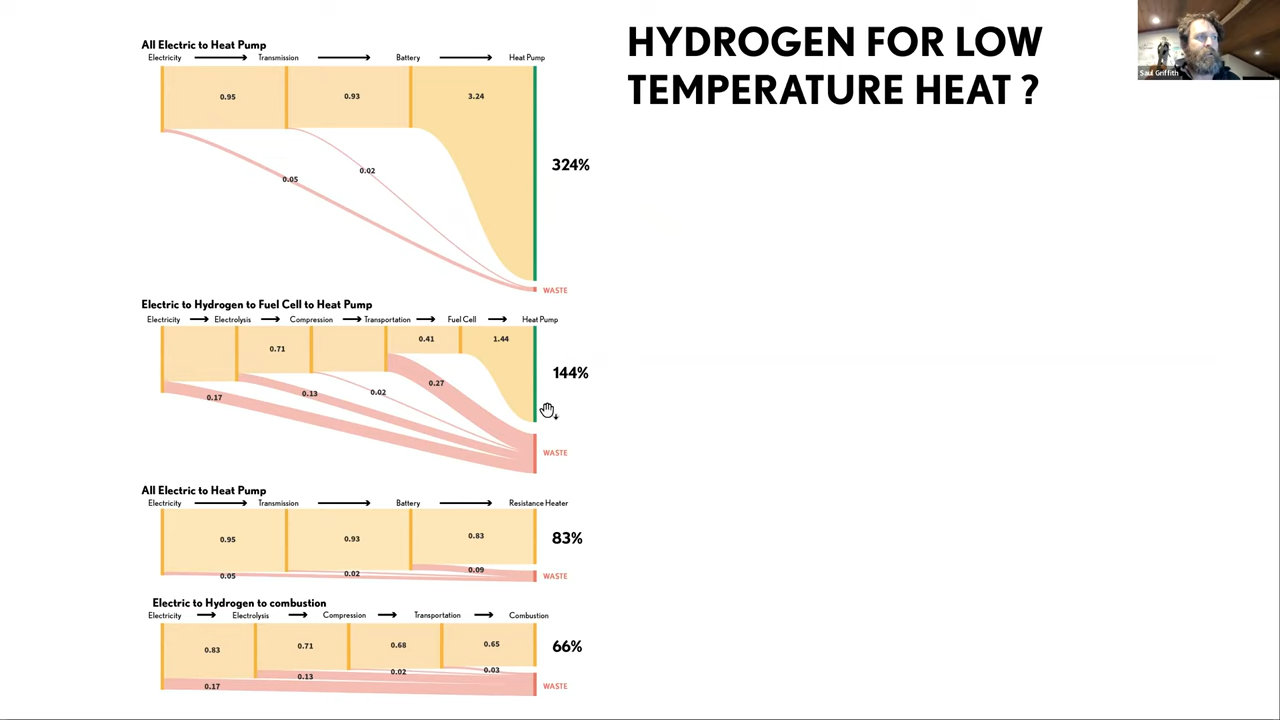 HYDROGEN FOR LOW
TEMPERATURE HEAT ?
Saul Griffith
All Electric to Heat Pump
Electricity Transmission Battery Heat Pump
0.95 0.93 3.24
324%
0.02
0.05
WASTE
Electric to Hydrogen to Fuel Cell to Heat Pump
Electricity Electrolysis Compression Transportation Fuel Cell Heat Pump
0.71 0.41 1.44
144%
0.27
0.17 0.13 0.02
WASTE
All Electric to Heat Pump
Electricity Transmission Battery Resistance Heater
0.95 0.93 0.83
83%
0.05 0.02 0.09
WASTE
Electric to Hydrogen to combustion
Electricity Electrolysis Compression Transportation Combustion
0.83 0.71 0.68 0.65
66%
0.17 0.13 0.02 0.03
WASTE